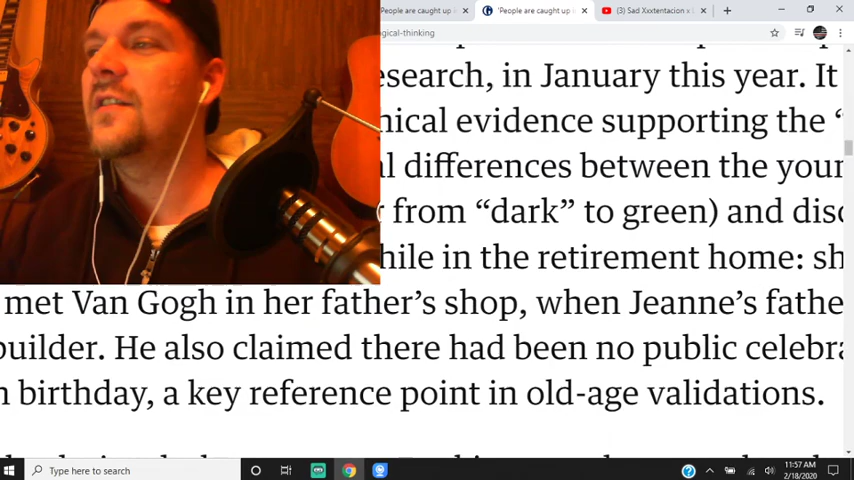 People are caught up i
'People are caught up
(3) Sad Xxxtentacion x
gical-thinking
esearch, in January this year. It
nical evidence supporting the "
al differences between the your
from "dark" to green) and disc
hile in the retirement home: sh
met Van Gogh in her father's shop, when Jeanne's fathe
builder. He also claimed there had been no public celebra
h birthday, a key reference point in old-age validations.
Type here to search
11:57 AM
2/18/2020